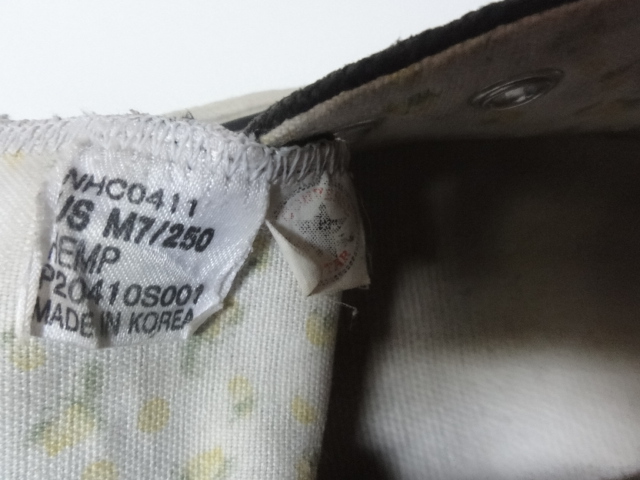 NHC0411
US M7/250
HEMP
P20410S001
MADE IN KOREA